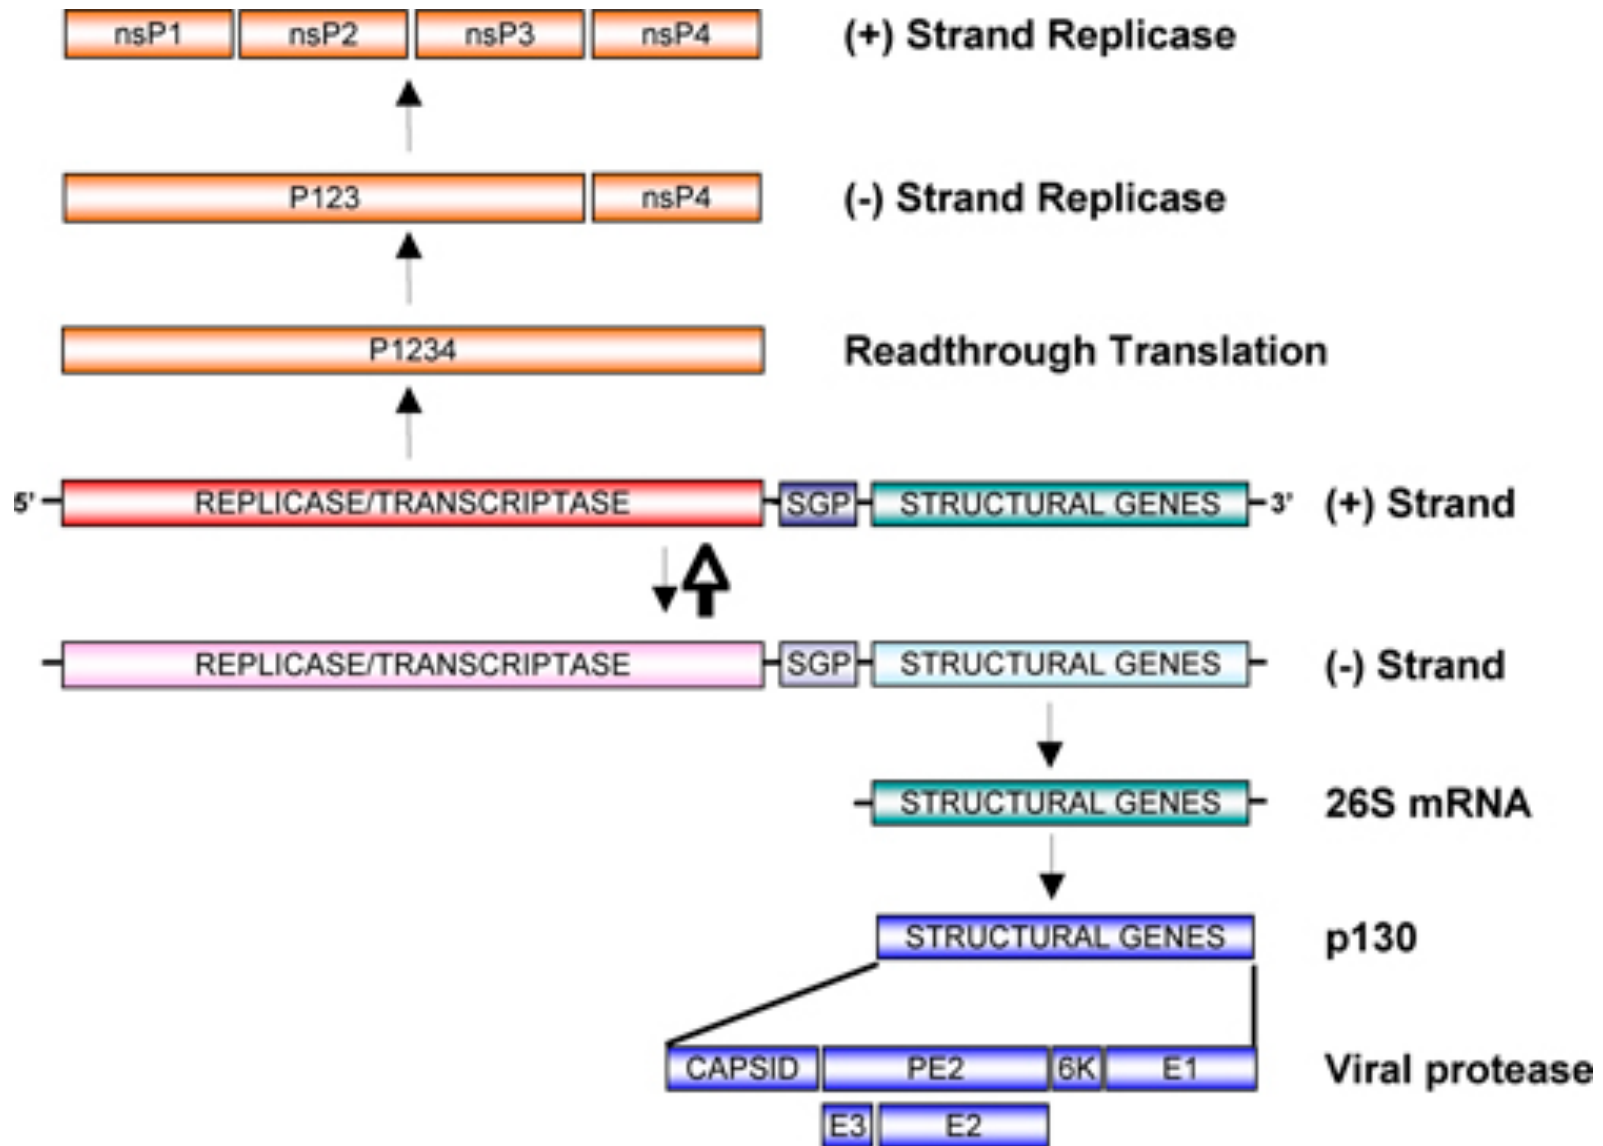 nsP1 nsP2 nsP3 nsP4 (+) Strand Replicase
P123 nsP4 (-) Strand Replicase
P1234 Readthrough Translation
5' REPLICASE/TRANSCRIPTASE SGP STRUCTURAL GENES 3' (+) Strand
REPLICASE/TRANSCRIPTASE SGP STRUCTURAL GENES (-) Strand
STRUCTURAL GENES 26S mRNA
STRUCTURAL GENES p130
CAPSID PE2 6K E1 Viral protease
E3 E2